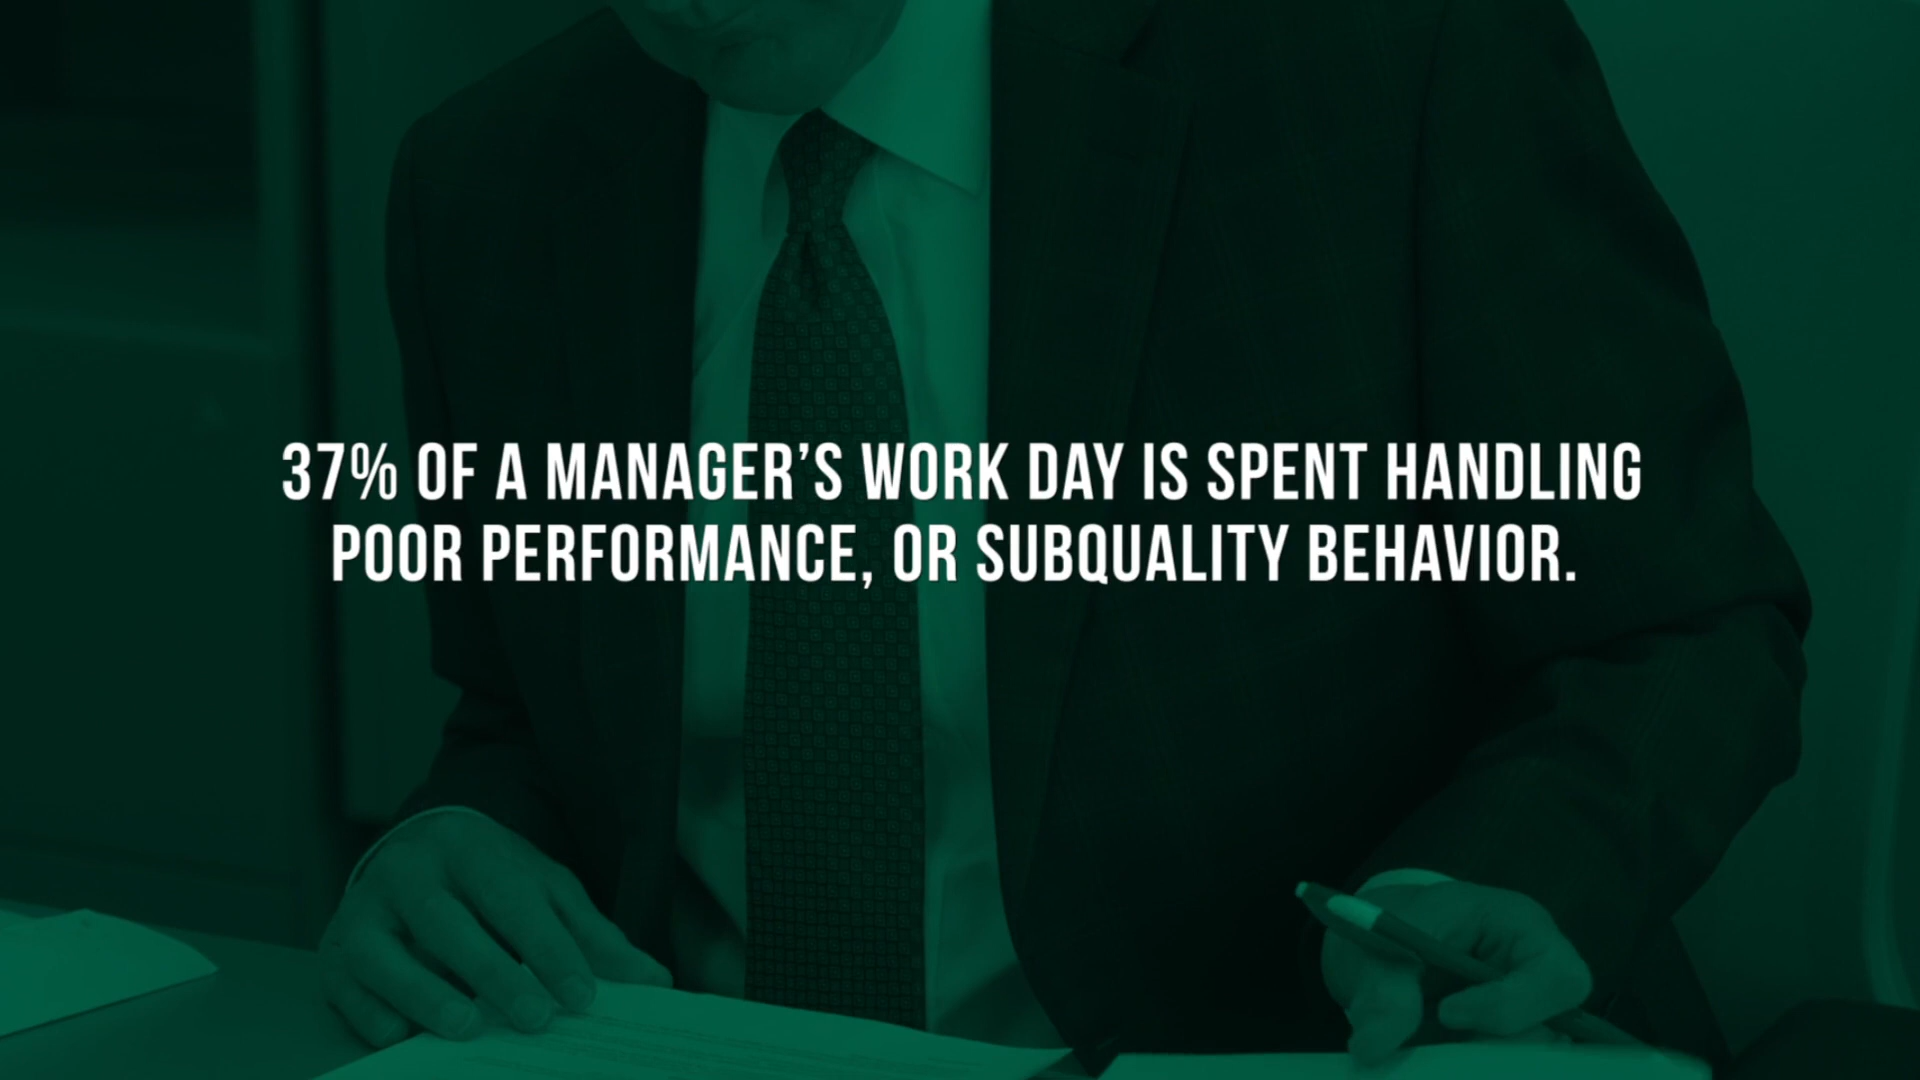 37% OF A MANAGER’S WORK DAY IS SPENT HANDLING
POOR PERFORMANCE, OR SUBQUALITY BEHAVIOR.